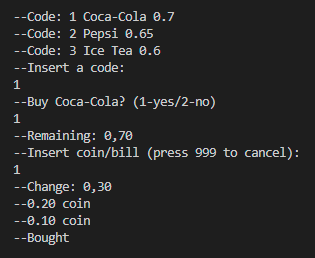 --Code: 1 Coca-Cola 0.7
--Code: 2 Pepsi 0.65
--Code: 3 Ice Tea 0.6
--Insert a code:
1
--Buy Coca-Cola? (1-yes/2-no)
1
--Remaining: 0,70
--Insert coin/bill (press 999 to cancel):
1
--Change: 0,30
--0.20 coin
--0.10 coin
--Bought